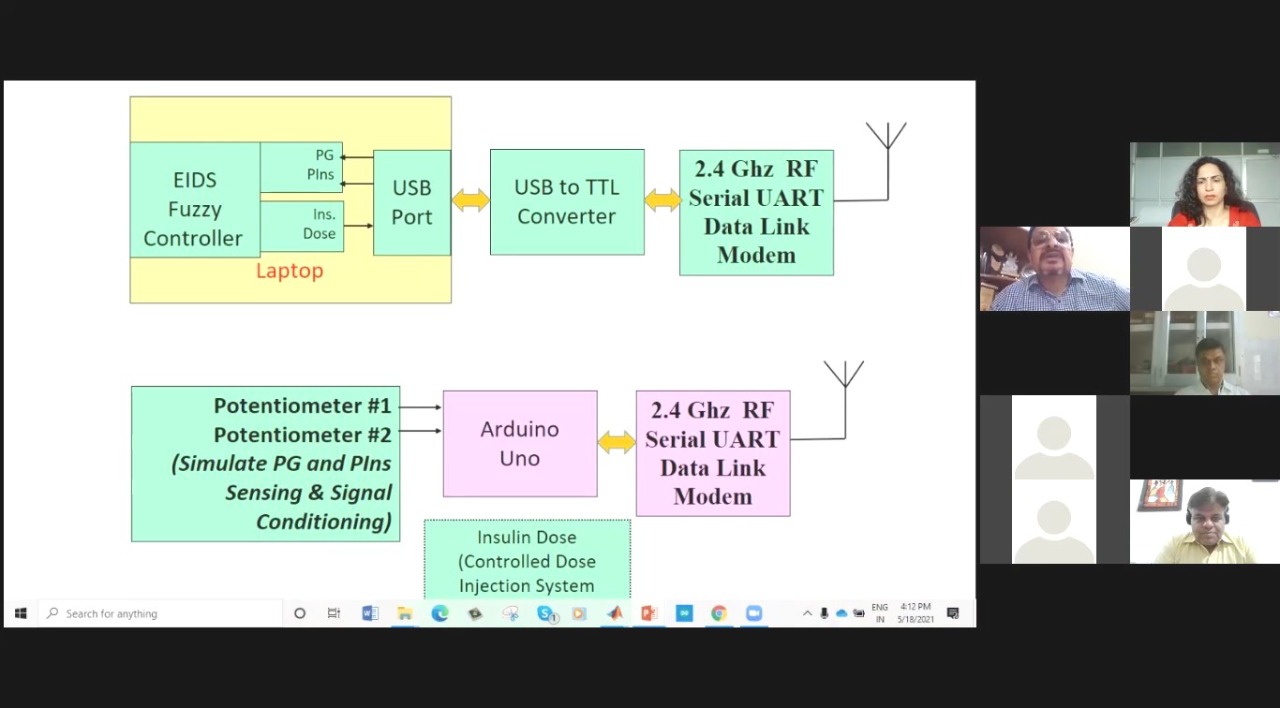 EIDS
Fuzzy
Controller
PG
PIns
Ins.
Dose
USB
Port
Laptop
USB to TTL
Converter
2.4 Ghz RF
Serial UART
Data Link
Modem
Potentiometer #1
Potentiometer #2
(Simulate PG and PIns
Sensing & Signal
Conditioning)
Arduino
Uno
2.4 Ghz RF
Serial UART
Data Link
Modem
Insulin Dose
(Controlled Dose
Injection System
Search for anything
ENG
IN
4:12 PM
5/18/2021